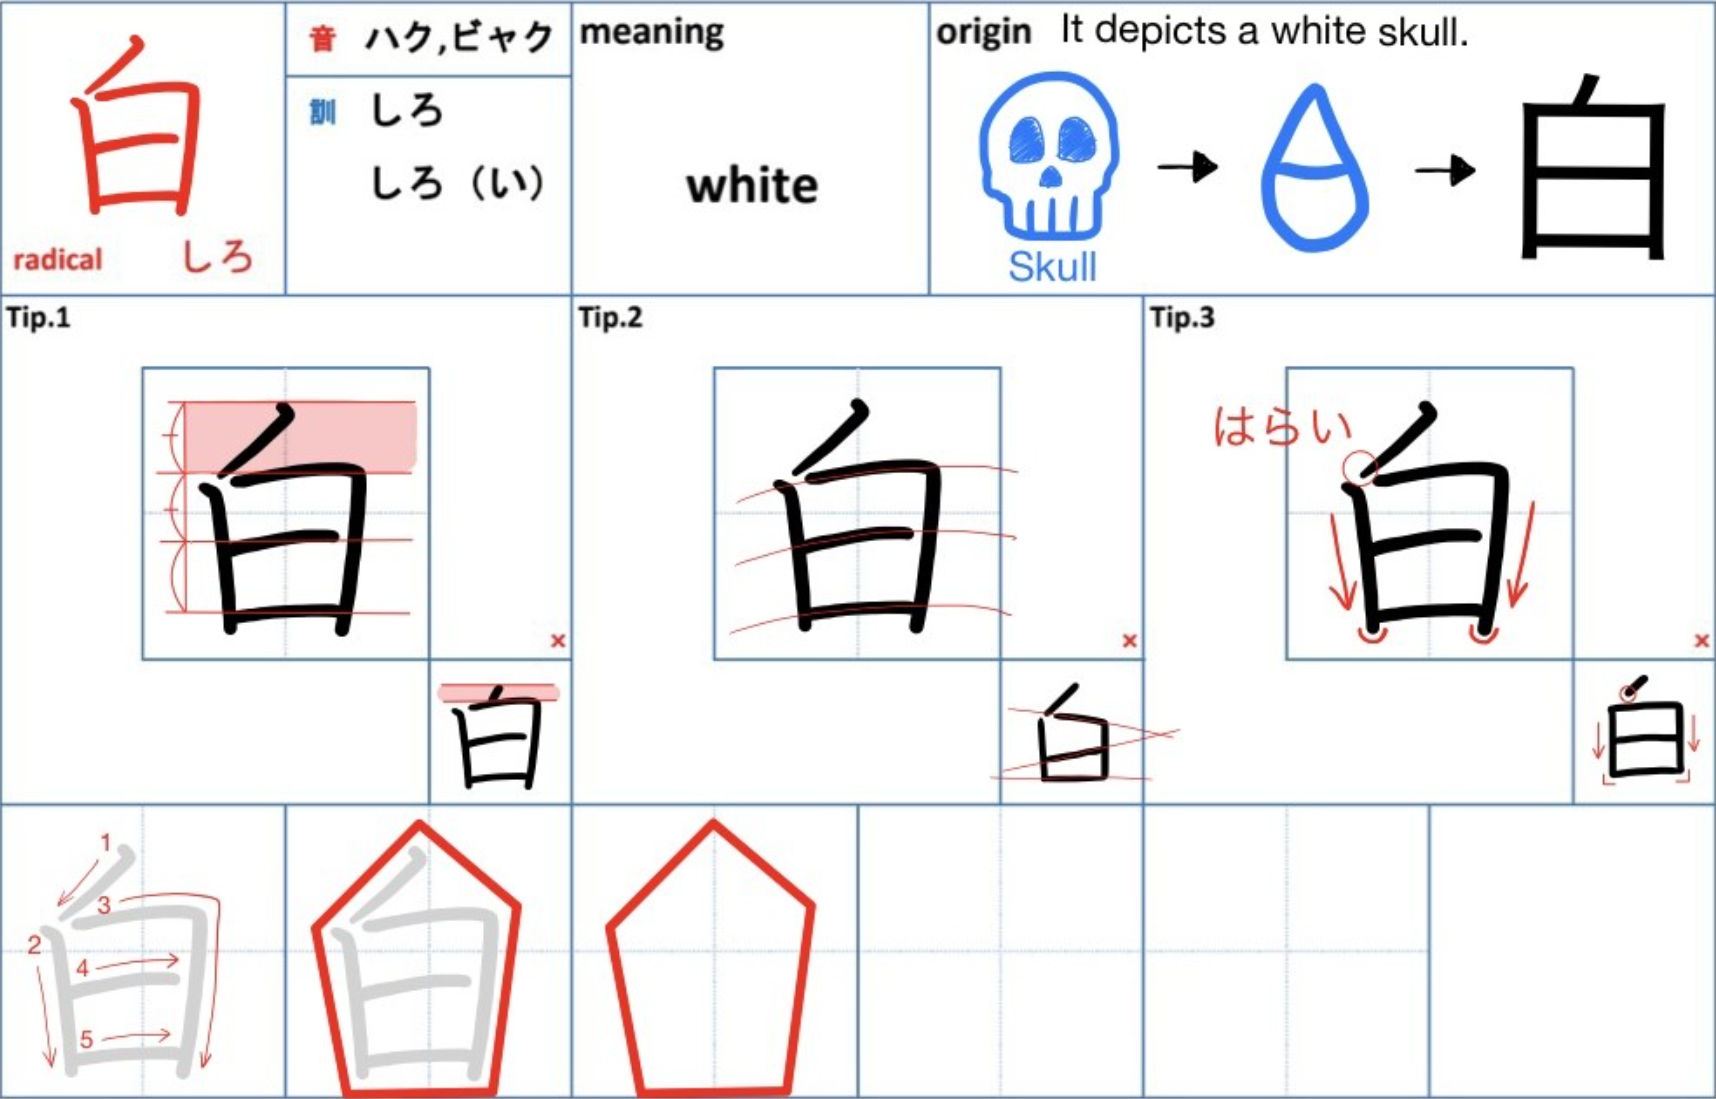 白
radical しろ
音 ハク,ビャク
訓 しろ
しろ（い）
meaning
white
origin It depicts a white skull.
Skull
白
Tip.1
白
×
白
Tip.2
白
×
白
Tip.3
はらい
白
×
白
1
2
3
4
5
白
白